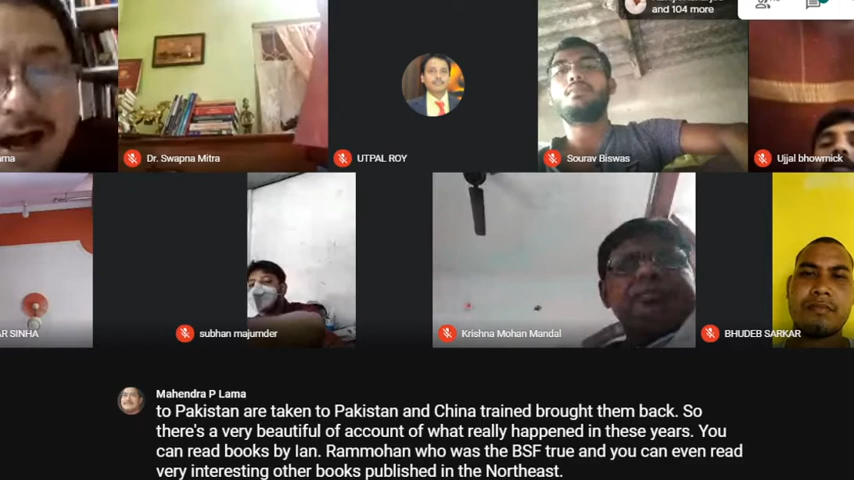 and 104 more
ama
Dr. Swapna Mitra
UTPAL ROY
Sourav Biswas
Ujjal bhowmick
AR SINHA
subhan majumder
Krishna Mohan Mandal
BHUDEB SARKAR
Mahendra P Lama
to Pakistan are taken to Pakistan and China trained brought them back. So
there's a very beautiful of account of what really happened in these years. You
can read books by Ian. Rammohan who was the BSF true and you can even read
very interesting other books published in the Northeast.